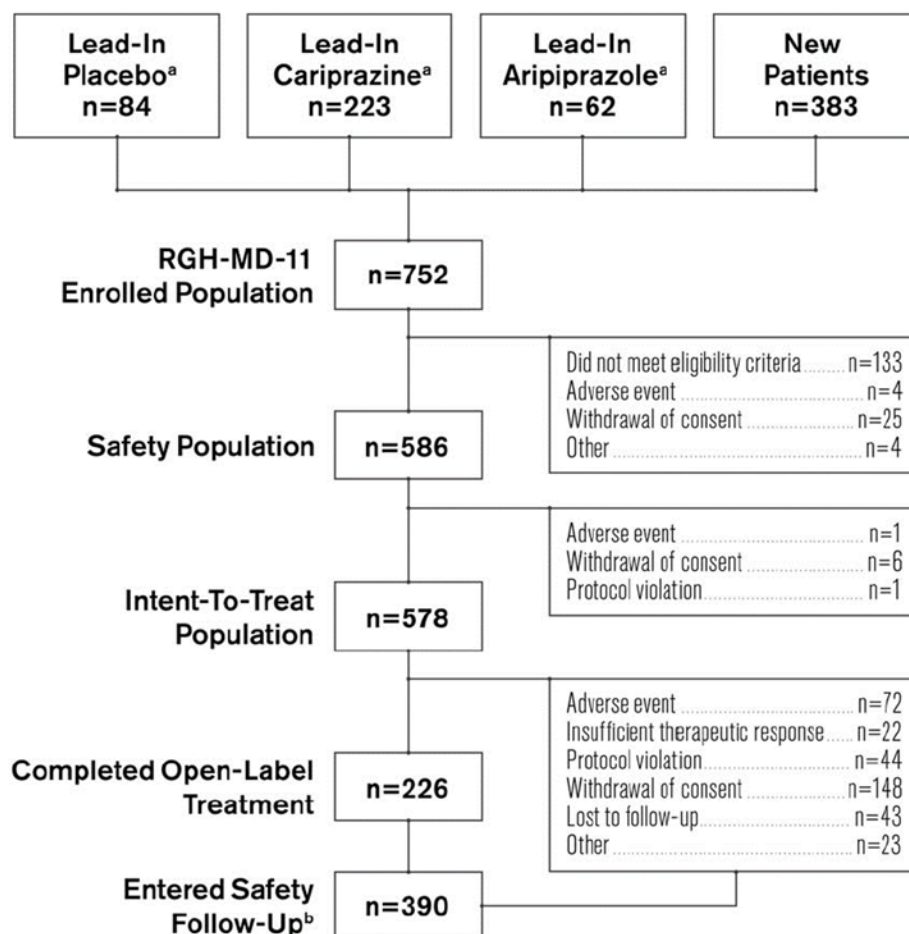 Lead-In
Placeboᵃ
n=84
Lead-In
Cariprazineᵃ
n=223
Lead-In
Aripiprazoleᵃ
n=62
New
Patients
n=383
RGH-MD-11
Enrolled Population
n=752
Did not meet eligibility criteria ........ n=133
Adverse event ........ n=4
Withdrawal of consent ........ n=25
Other ........ n=4
Safety Population
n=586
Adverse event ........ n=1
Withdrawal of consent ........ n=6
Protocol violation ........ n=1
Intent-To-Treat
Population
n=578
Adverse event ........ n=72
Insufficient therapeutic response ..... n=22
Protocol violation ........ n=44
Withdrawal of consent ........ n=148
Lost to follow-up ........ n=43
Other ........ n=23
Completed Open-Label
Treatment
n=226
Entered Safety
Follow-Upᵇ
n=390